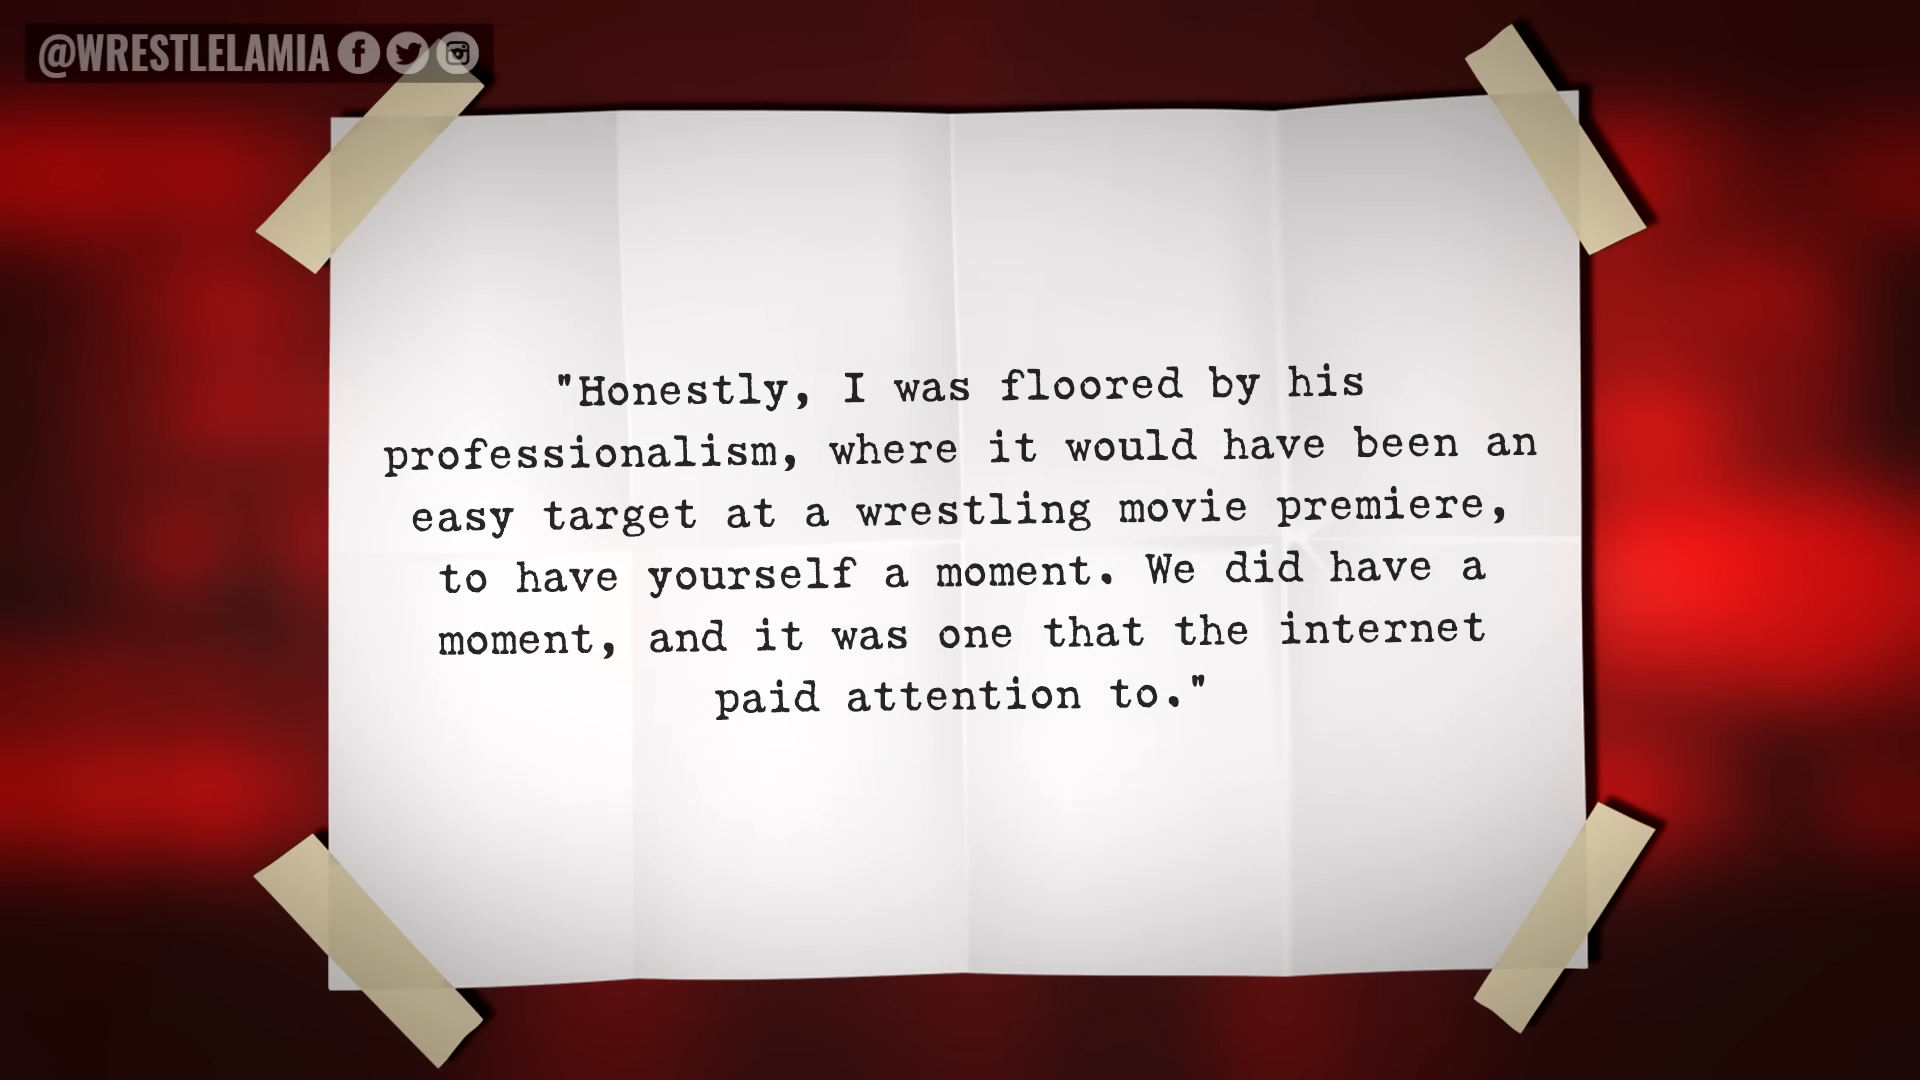 @WRESTLELAMIA
"Honestly, I was floored by his
professionalism, where it would have been an
easy target at a wrestling movie premiere,
to have yourself a moment. We did have a
moment, and it was one that the internet
paid attention to."